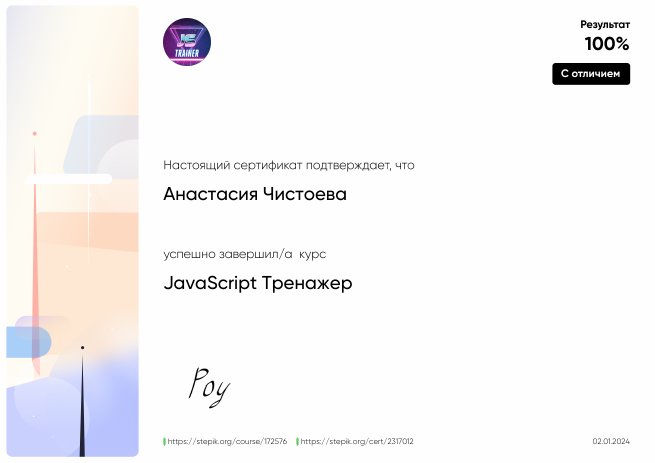 JS
TRAINER
Результат
100%
С отличием
Настоящий сертификат подтверждает, что
Анастасия Чистоева
успешно завершил/а курс
JavaScript Тренажер
Роу
https://stepik.org/course/172576 https://stepik.org/cert/2317012
02.01.2024